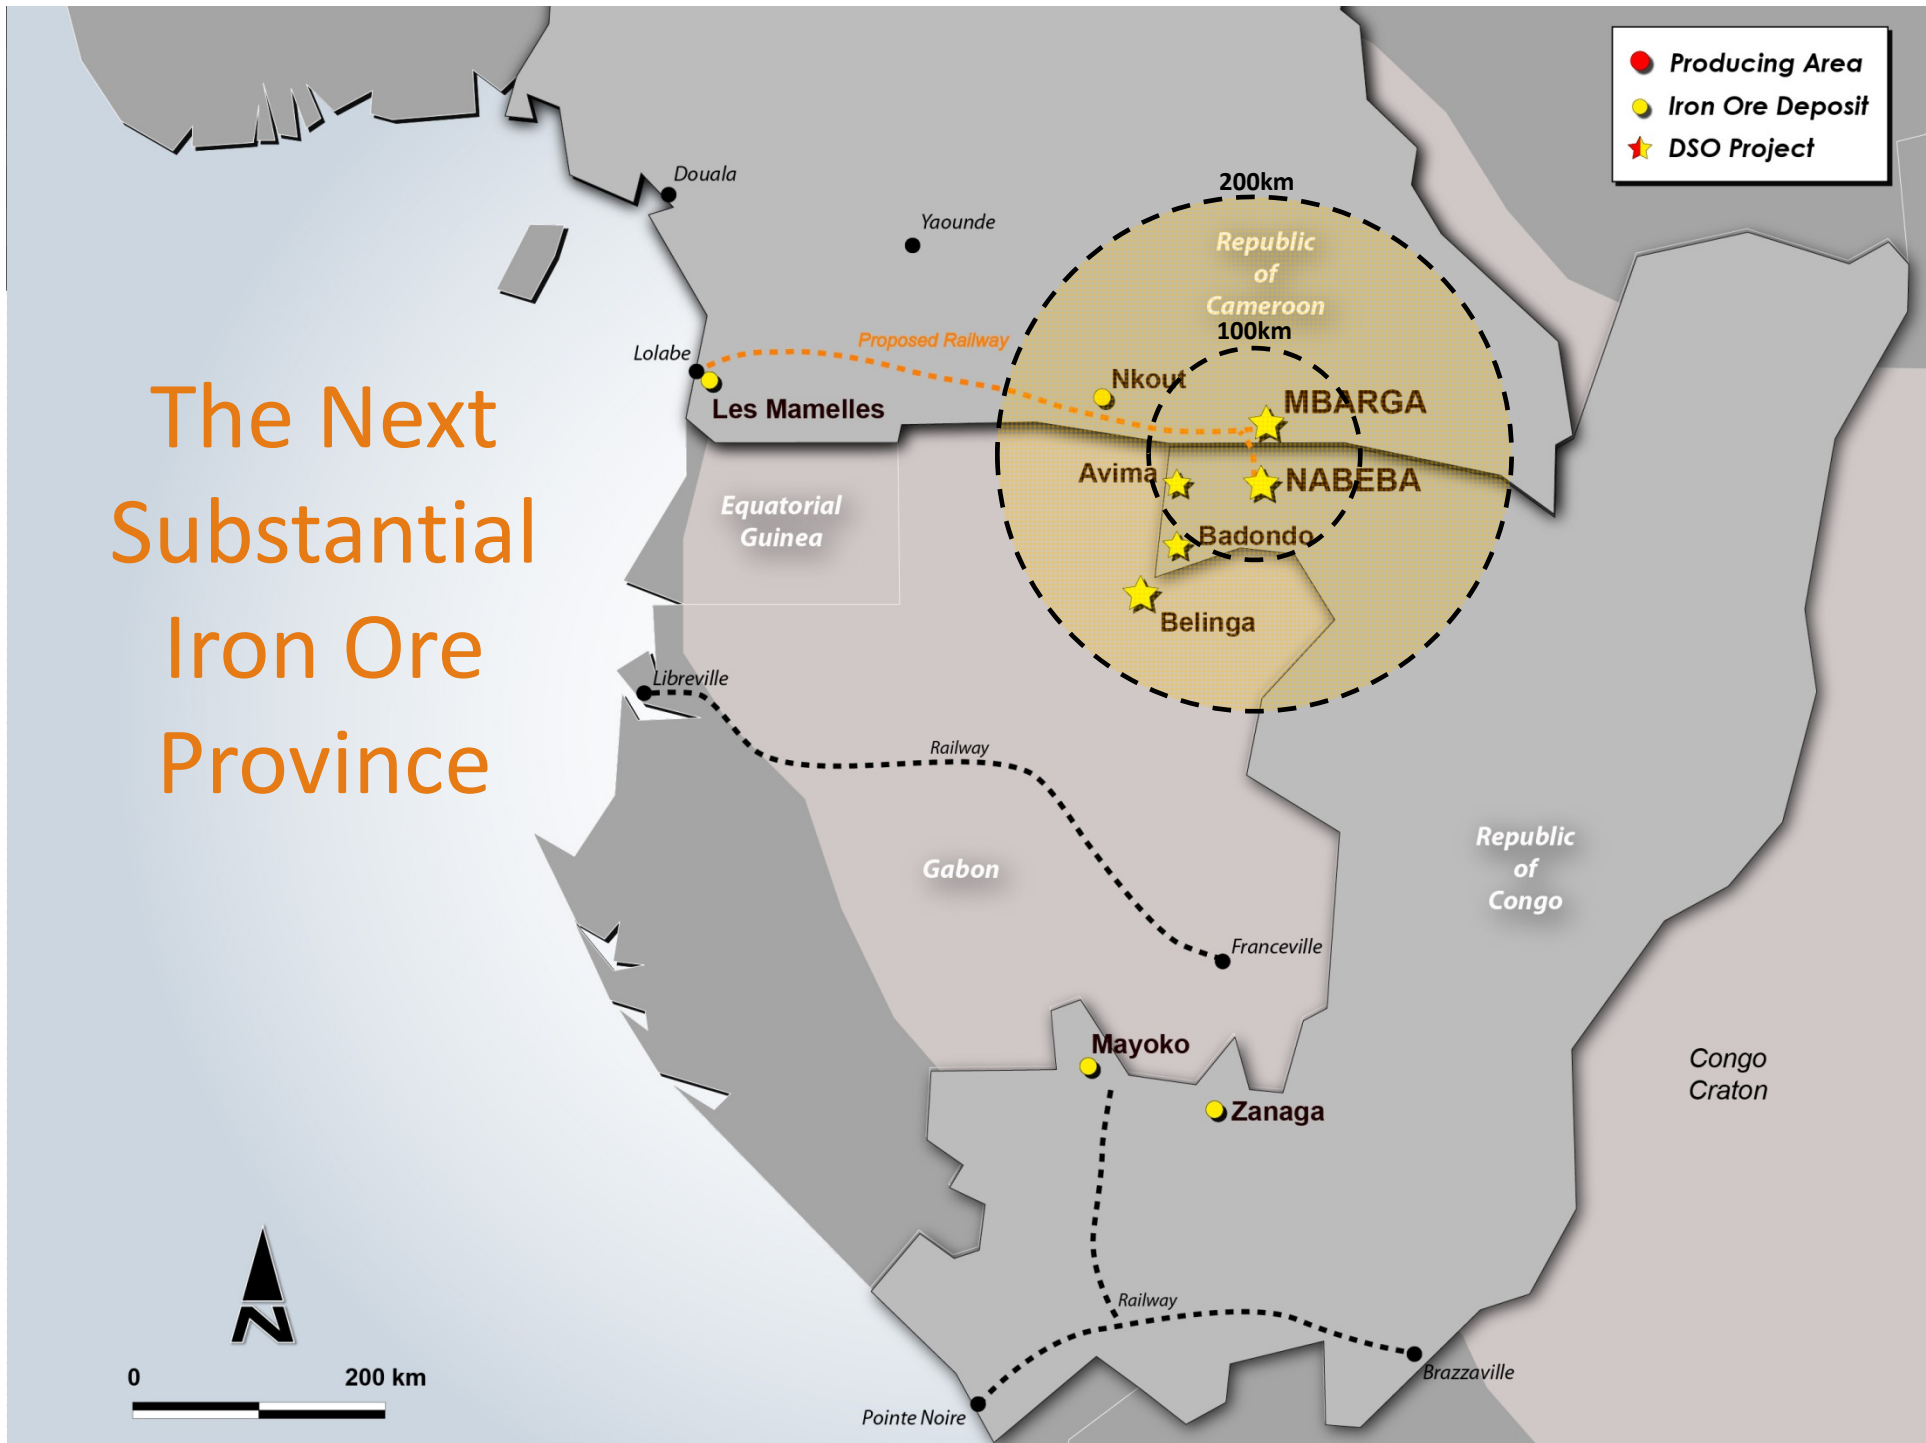 The Next
Substantial
Iron Ore
Province
Producing Area
Iron Ore Deposit
DSO Project
Douala
Yaounde
200km
Republic
of
Cameroon
100km
Proposed Railway
Lolabe
Les Mamelles
Nkout
MBARGA
Avima
NABEBA
Badondo
Belinga
Equatorial
Guinea
Libreville
Railway
Gabon
Franceville
Republic
of
Congo
Mayoko
Zanaga
Congo
Craton
Railway
Brazzaville
Pointe Noire
N
0 200 km